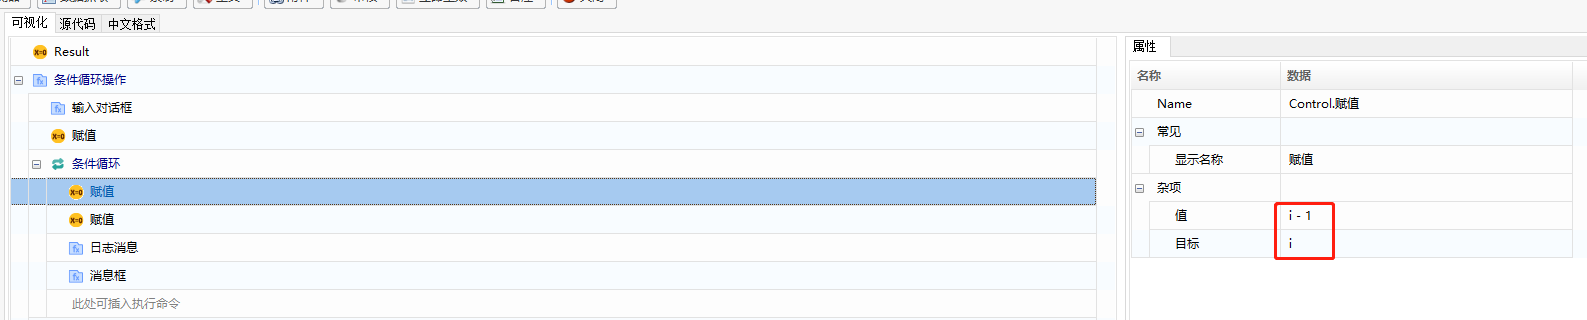 可视化 源代码 中文格式
Result
条件循环操作
输入对话框
赋值
条件循环
赋值
赋值
日志消息
消息框
此处可插入执行命令
属性
名称 数据
Name Control.赋值
常见
显示名称 赋值
杂项
值 i - 1
目标 i